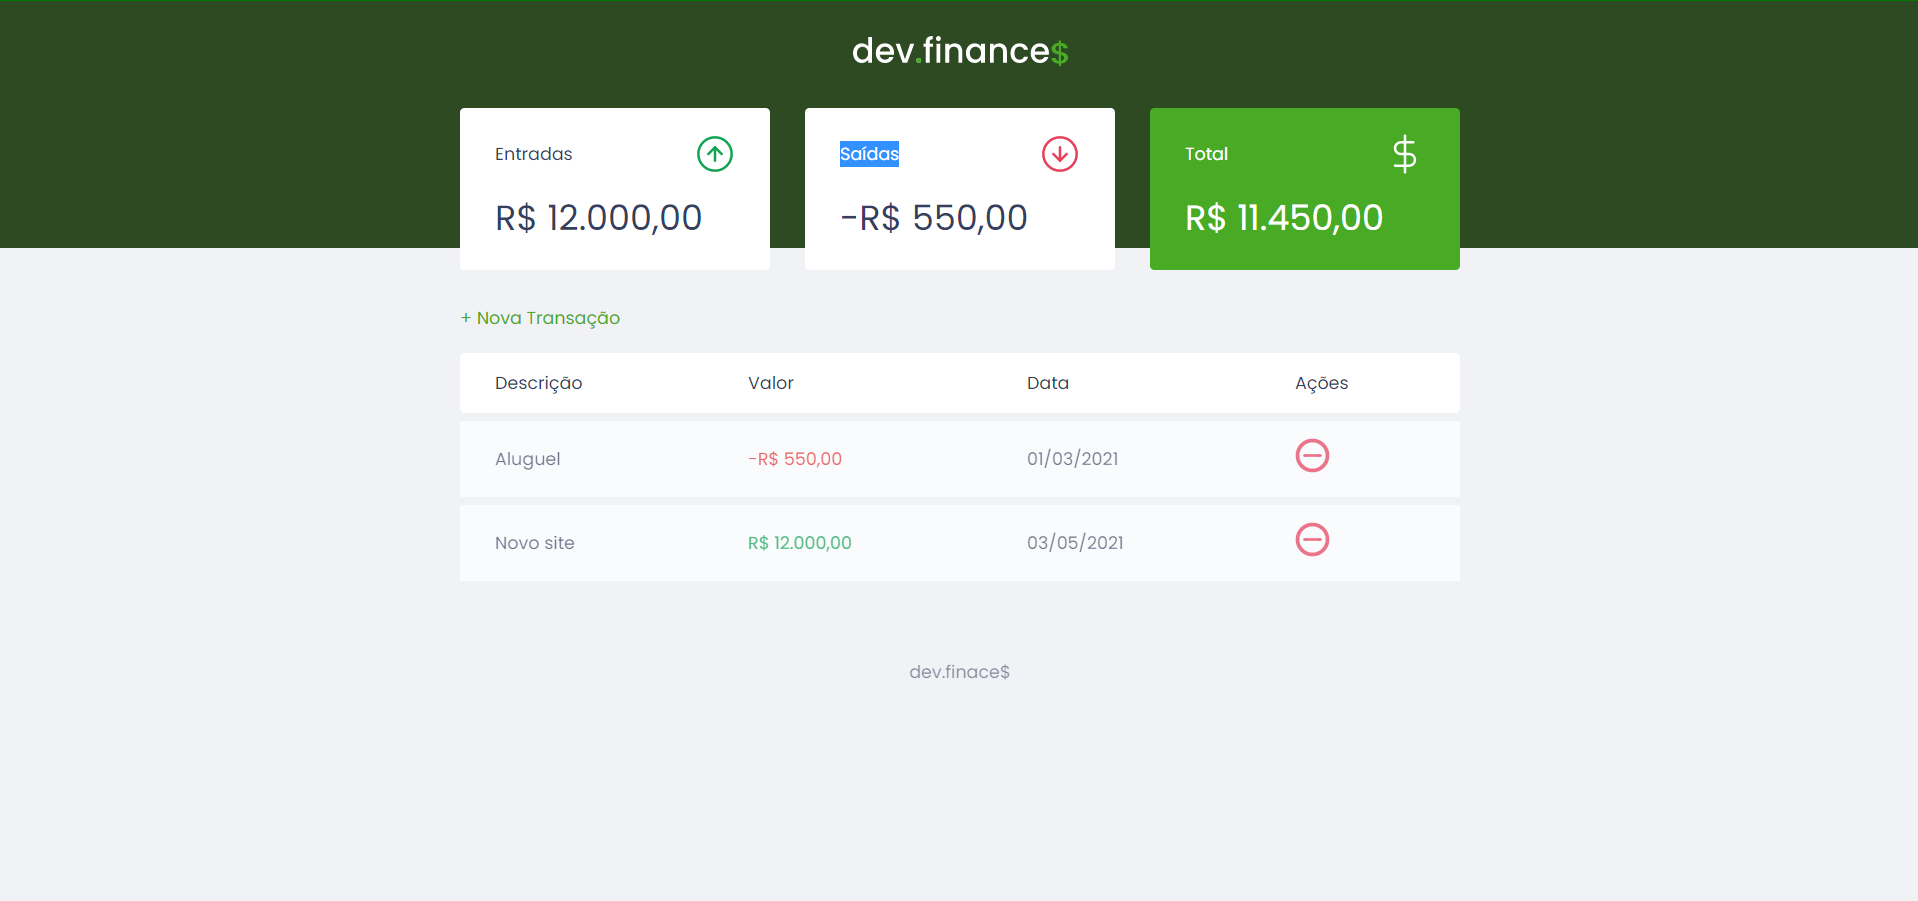 dev.finance$
Entradas
R$ 12.000,00
Saídas
-R$ 550,00
Total
R$ 11.450,00
+ Nova Transação
Descrição Valor Data Ações
Aluguel -R$ 550,00 01/03/2021
Novo site R$ 12.000,00 03/05/2021
dev.finace$